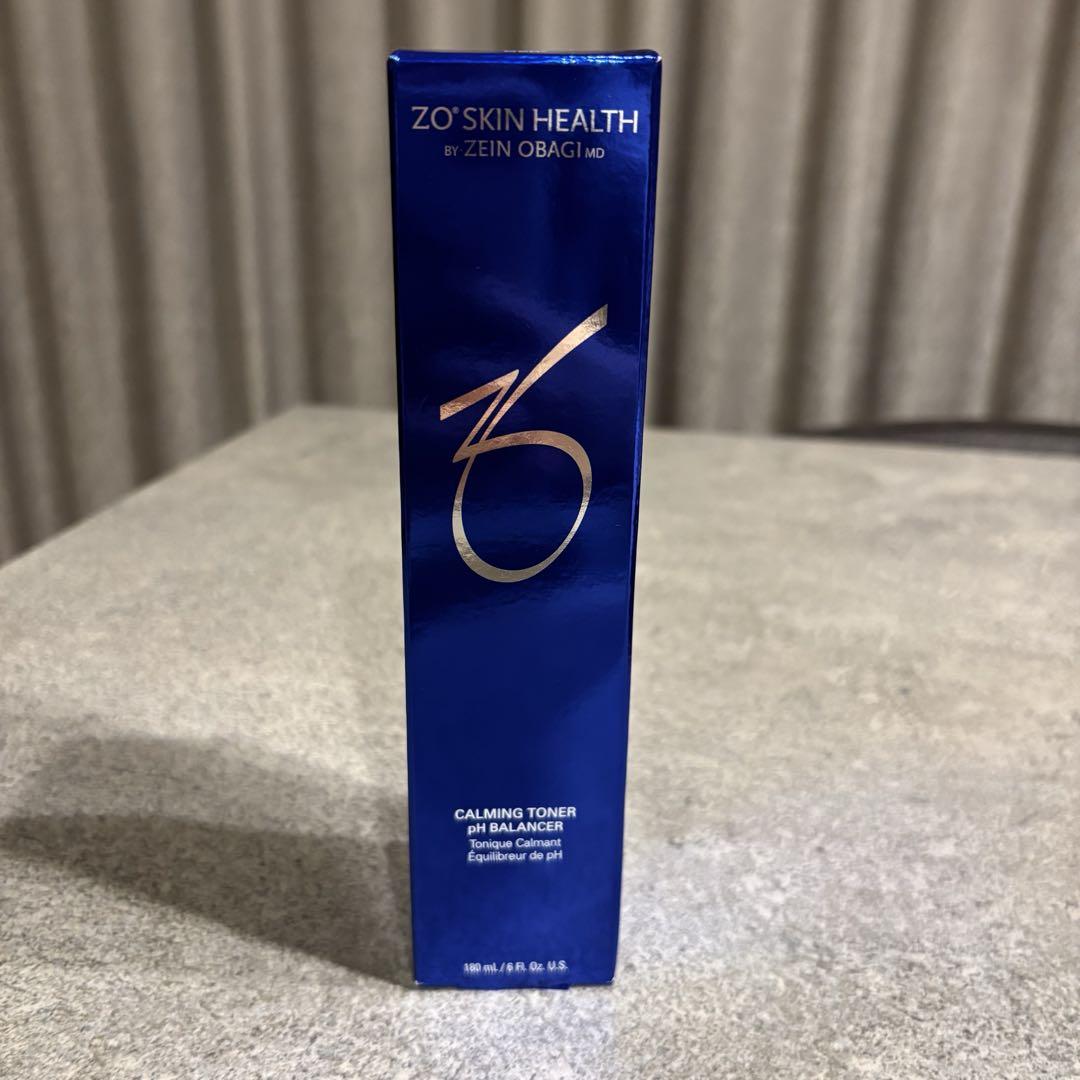 ZO® SKIN HEALTH
BY ZEIN OBAGI MD
ZO
CALMING TONER
pH BALANCER
Tonique Calmant
Équilibreur de pH
180 mL / 6 Fl. Oz. U.S.